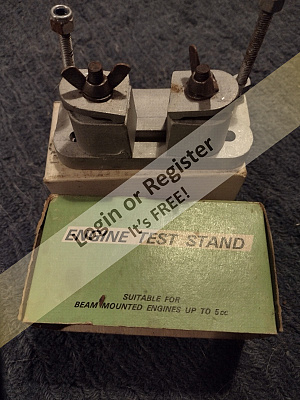 Login or Register
It's FREE!
ENGINE TEST STAND
SUITABLE FOR
BEAM MOUNTED ENGINES UP TO 5cc